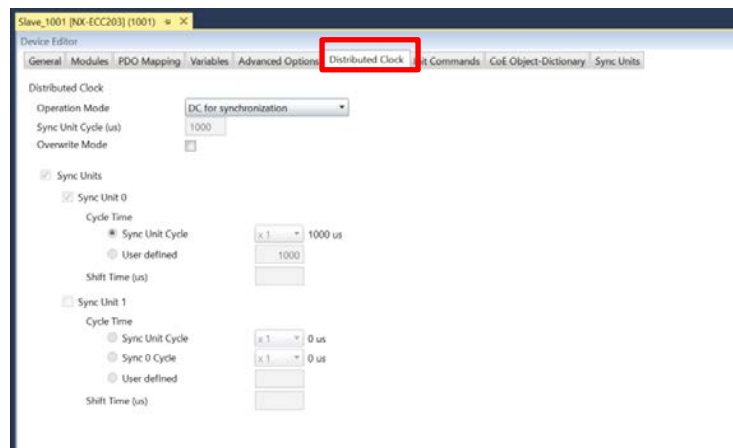 Slave_1001 [NX-ECC203] (1001)
Device Editor
General Modules PDO Mapping Variables Advanced Options Distributed Clock Commands CoE Object-Dictionary Sync Units
Distributed Clock
Operation Mode DC for synchronization
Sync Unit Cycle (us) 1000
Overwrite Mode
Sync Units
Sync Unit 0
Cycle Time
Sync Unit Cycle x 1 1000 us
User defined 1000
Shift Time (us)
Sync Unit 1
Cycle Time
Sync Unit Cycle x 1 0 us
Sync 0 Cycle x 1 0 us
User defined
Shift Time (us)